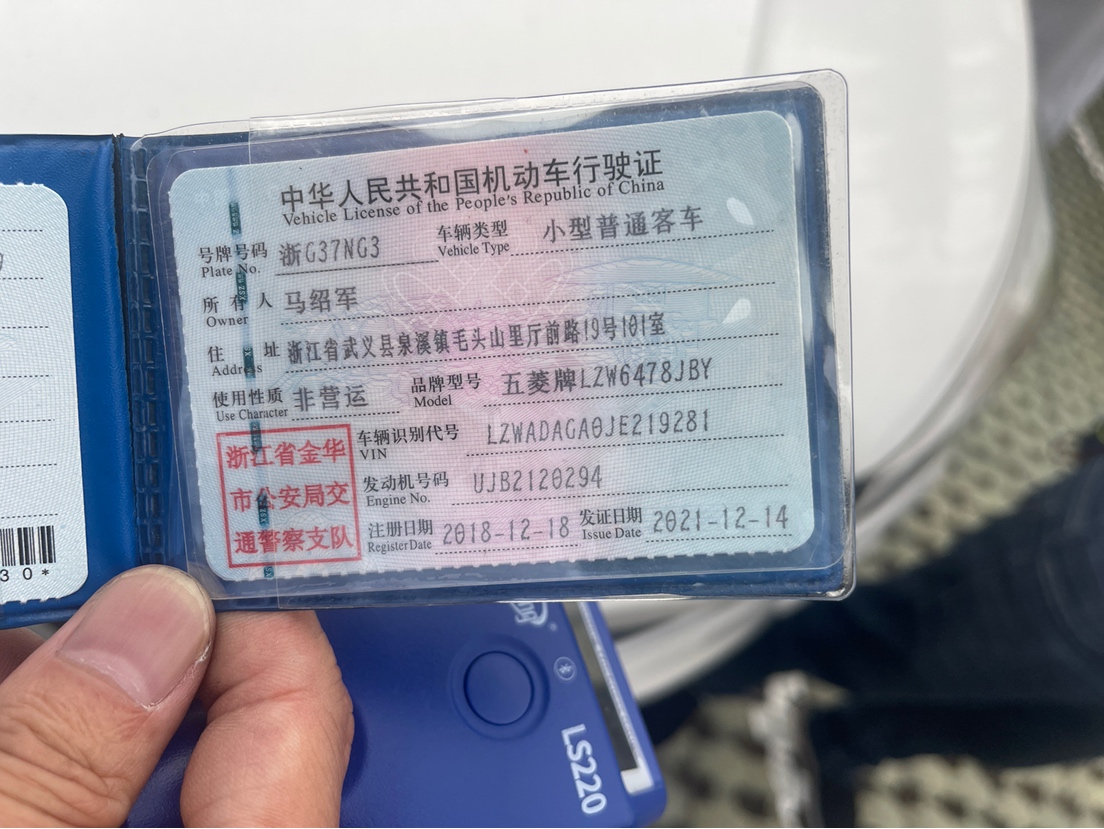 中华人民共和国机动车行驶证
Vehicle License of the People's Republic of China
号牌号码 浙G37NG3 车辆类型 小型普通客车
Plate No. Vehicle Type
所有人 马绍军
Owner
住址 浙江省武义县泉溪镇毛头山里厅前路19号101室
Address
使用性质 非营运 品牌型号 五菱牌LZW6478JBY
Use Character Model
车辆识别代号 LZWADAGA0JE219281
VIN
发动机号码 UJB2120294
Engine No.
注册日期 2018-12-18 发证日期 2021-12-14
Register Date Issue Date
浙江省金华
市公安局交
通警察支队
30*
LS220